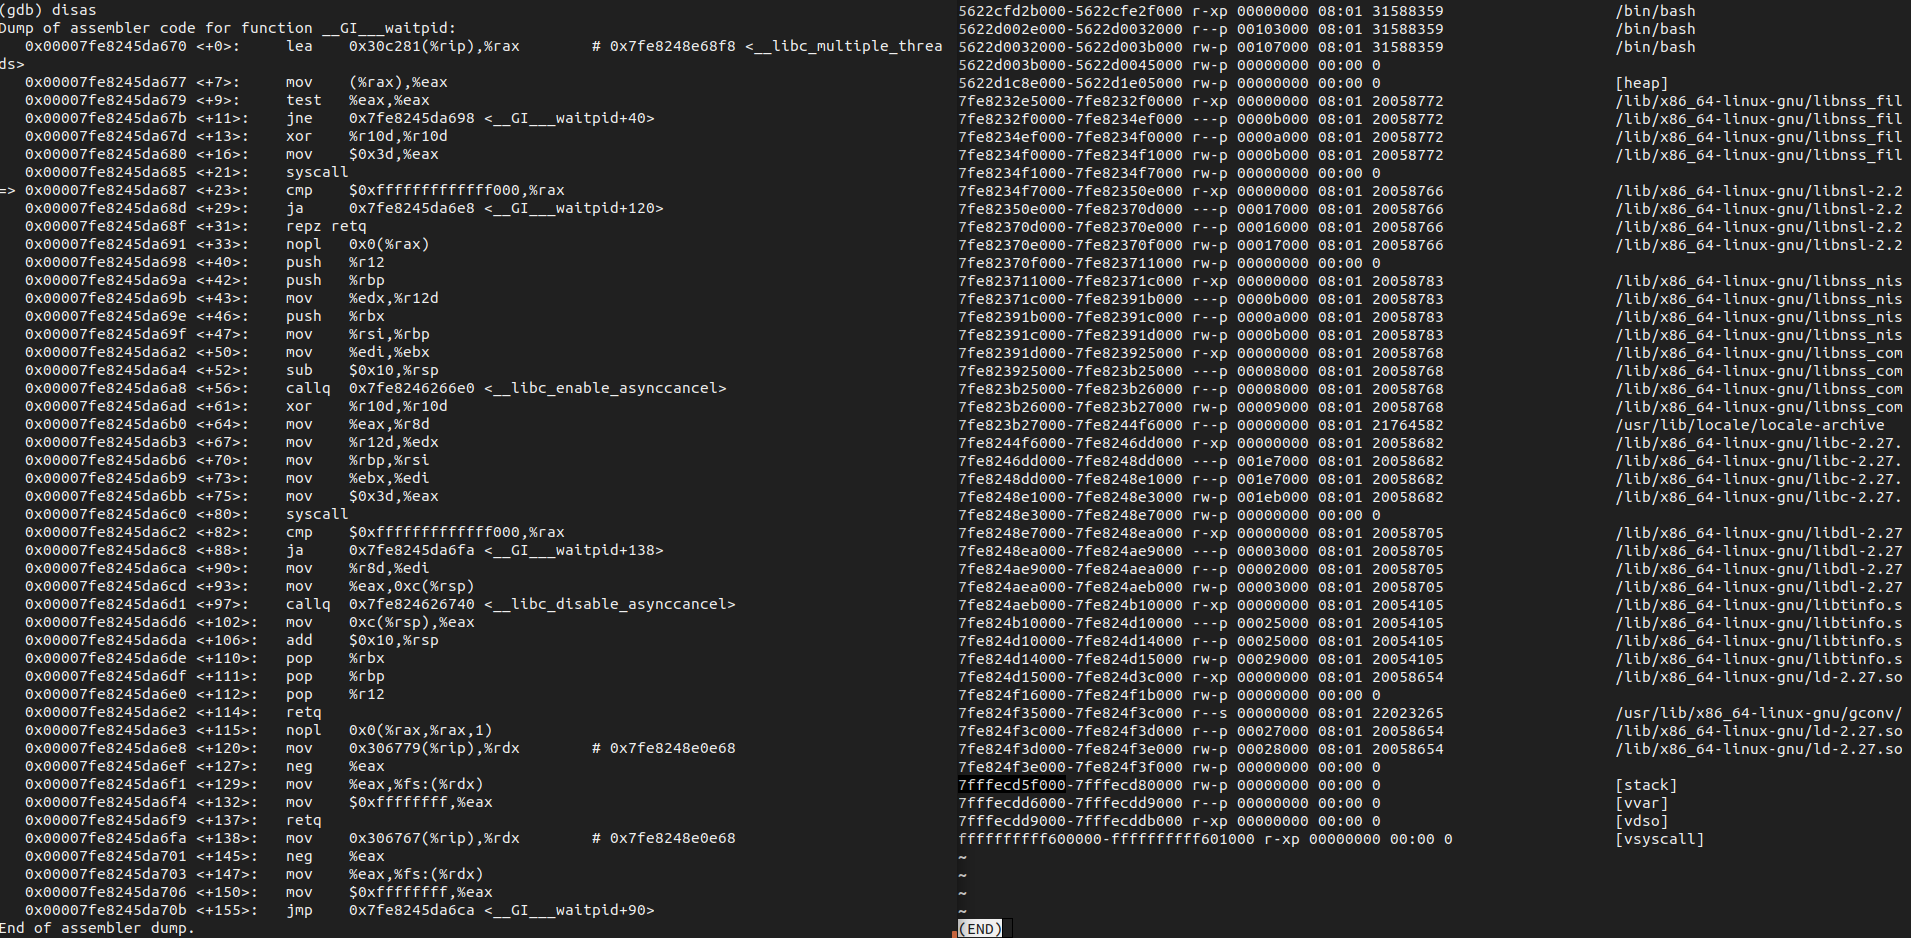 (gdb) disas
Dump of assembler code for function __GI___waitpid:
   0x00007fe8245da670 <+0>:     lea    0x30c281(%rip),%rax        # 0x7fe8248e68f8 <__libc_multiple_threa
ds>
   0x00007fe8245da677 <+7>:     mov    (%rax),%eax
   0x00007fe8245da679 <+9>:     test   %eax,%eax
   0x00007fe8245da67b <+11>:    jne    0x7fe8245da698 <__GI___waitpid+40>
   0x00007fe8245da67d <+13>:    xor    %r10d,%r10d
   0x00007fe8245da680 <+16>:    mov    $0x3d,%eax
   0x00007fe8245da685 <+21>:    syscall
=> 0x00007fe8245da687 <+23>:    cmp    $0xfffffffffffff000,%rax
   0x00007fe8245da68d <+29>:    ja     0x7fe8245da6e8 <__GI___waitpid+120>
   0x00007fe8245da68f <+31>:    repz retq
   0x00007fe8245da691 <+33>:    nopl   0x0(%rax)
   0x00007fe8245da698 <+40>:    push   %r12
   0x00007fe8245da69a <+42>:    push   %rbp
   0x00007fe8245da69b <+43>:    mov    %edx,%r12d
   0x00007fe8245da69e <+46>:    push   %rbx
   0x00007fe8245da69f <+47>:    mov    %rsi,%rbp
   0x00007fe8245da6a2 <+50>:    mov    %edi,%ebx
   0x00007fe8245da6a4 <+52>:    sub    $0x10,%rsp
   0x00007fe8245da6a8 <+56>:    callq  0x7fe8246266e0 <__libc_enable_asynccancel>
   0x00007fe8245da6ad <+61>:    xor    %r10d,%r10d
   0x00007fe8245da6b0 <+64>:    mov    %eax,%r8d
   0x00007fe8245da6b3 <+67>:    mov    %r12d,%edx
   0x00007fe8245da6b6 <+70>:    mov    %rbp,%rsi
   0x00007fe8245da6b9 <+73>:    mov    %ebx,%edi
   0x00007fe8245da6bb <+75>:    mov    $0x3d,%eax
   0x00007fe8245da6c0 <+80>:    syscall
   0x00007fe8245da6c2 <+82>:    cmp    $0xfffffffffffff000,%rax
   0x00007fe8245da6c8 <+88>:    ja     0x7fe8245da6fa <__GI___waitpid+138>
   0x00007fe8245da6ca <+90>:    mov    %r8d,%edi
   0x00007fe8245da6cd <+93>:    mov    %eax,0xc(%rsp)
   0x00007fe8245da6d1 <+97>:    callq  0x7fe824626740 <__libc_disable_asynccancel>
   0x00007fe8245da6d6 <+102>:   mov    0xc(%rsp),%eax
   0x00007fe8245da6da <+106>:   add    $0x10,%rsp
   0x00007fe8245da6de <+110>:   pop    %rbx
   0x00007fe8245da6df <+111>:   pop    %rbp
   0x00007fe8245da6e0 <+112>:   pop    %r12
   0x00007fe8245da6e2 <+114>:   retq
   0x00007fe8245da6e3 <+115>:   nopl   0x0(%rax,%rax,1)
   0x00007fe8245da6e8 <+120>:   mov    0x306779(%rip),%rdx        # 0x7fe8248e0e68
   0x00007fe8245da6ef <+127>:   neg    %eax
   0x00007fe8245da6f1 <+129>:   mov    %eax,%fs:(%rdx)
   0x00007fe8245da6f4 <+132>:   mov    $0xffffffff,%eax
   0x00007fe8245da6f9 <+137>:   retq
   0x00007fe8245da6fa <+138>:   mov    0x306767(%rip),%rdx        # 0x7fe8248e0e68
   0x00007fe8245da701 <+145>:   neg    %eax
   0x00007fe8245da703 <+147>:   mov    %eax,%fs:(%rdx)
   0x00007fe8245da706 <+150>:   mov    $0xffffffff,%eax
   0x00007fe8245da70b <+155>:   jmp    0x7fe8245da6ca <__GI___waitpid+90>
End of assembler dump.
5622cfd2b000-5622cfe2f000 r-xp 00000000 08:01 31588359 /bin/bash
5622d002e000-5622d0032000 r--p 00103000 08:01 31588359 /bin/bash
5622d0032000-5622d003b000 rw-p 00107000 08:01 31588359 /bin/bash
5622d003b000-5622d0045000 rw-p 00000000 00:00 0
5622d1c8e000-5622d1e05000 rw-p 00000000 00:00 0 [heap]
7fe8232e5000-7fe8232f0000 r-xp 00000000 08:01 20058772 /lib/x86_64-linux-gnu/libnss_fil
7fe8232f0000-7fe8234ef000 ---p 0000b000 08:01 20058772 /lib/x86_64-linux-gnu/libnss_fil
7fe8234ef000-7fe8234f0000 r--p 0000a000 08:01 20058772 /lib/x86_64-linux-gnu/libnss_fil
7fe8234f0000-7fe8234f1000 rw-p 0000b000 08:01 20058772 /lib/x86_64-linux-gnu/libnss_fil
7fe8234f1000-7fe8234f7000 rw-p 00000000 00:00 0
7fe8234f7000-7fe82350e000 r-xp 00000000 08:01 20058766 /lib/x86_64-linux-gnu/libnsl-2.2
7fe82350e000-7fe82370d000 ---p 00017000 08:01 20058766 /lib/x86_64-linux-gnu/libnsl-2.2
7fe82370d000-7fe82370e000 r--p 00016000 08:01 20058766 /lib/x86_64-linux-gnu/libnsl-2.2
7fe82370e000-7fe82370f000 rw-p 00017000 08:01 20058766 /lib/x86_64-linux-gnu/libnsl-2.2
7fe82370f000-7fe823711000 rw-p 00000000 00:00 0
7fe823711000-7fe82371c000 r-xp 00000000 08:01 20058783 /lib/x86_64-linux-gnu/libnss_nis
7fe82371c000-7fe82391b000 ---p 0000b000 08:01 20058783 /lib/x86_64-linux-gnu/libnss_nis
7fe82391b000-7fe82391c000 r--p 0000a000 08:01 20058783 /lib/x86_64-linux-gnu/libnss_nis
7fe82391c000-7fe82391d000 rw-p 0000b000 08:01 20058783 /lib/x86_64-linux-gnu/libnss_nis
7fe82391d000-7fe823925000 r-xp 00000000 08:01 20058768 /lib/x86_64-linux-gnu/libnss_com
7fe823925000-7fe823b25000 ---p 00008000 08:01 20058768 /lib/x86_64-linux-gnu/libnss_com
7fe823b25000-7fe823b26000 r--p 00008000 08:01 20058768 /lib/x86_64-linux-gnu/libnss_com
7fe823b26000-7fe823b27000 rw-p 00009000 08:01 20058768 /lib/x86_64-linux-gnu/libnss_com
7fe823b27000-7fe8244f6000 r--p 00000000 08:01 21764582 /usr/lib/locale/locale-archive
7fe8244f6000-7fe8246dd000 r-xp 00000000 08:01 20058682 /lib/x86_64-linux-gnu/libc-2.27.
7fe8246dd000-7fe8248dd000 ---p 001e7000 08:01 20058682 /lib/x86_64-linux-gnu/libc-2.27.
7fe8248dd000-7fe8248e1000 r--p 001e7000 08:01 20058682 /lib/x86_64-linux-gnu/libc-2.27.
7fe8248e1000-7fe8248e3000 rw-p 001eb000 08:01 20058682 /lib/x86_64-linux-gnu/libc-2.27.
7fe8248e3000-7fe8248e7000 rw-p 00000000 00:00 0
7fe8248e7000-7fe8248ea000 r-xp 00000000 08:01 20058705 /lib/x86_64-linux-gnu/libdl-2.27
7fe8248ea000-7fe824ae9000 ---p 00003000 08:01 20058705 /lib/x86_64-linux-gnu/libdl-2.27
7fe824ae9000-7fe824aea000 r--p 00002000 08:01 20058705 /lib/x86_64-linux-gnu/libdl-2.27
7fe824aea000-7fe824aeb000 rw-p 00003000 08:01 20058705 /lib/x86_64-linux-gnu/libdl-2.27
7fe824aeb000-7fe824b10000 r-xp 00000000 08:01 20054105 /lib/x86_64-linux-gnu/libtinfo.s
7fe824b10000-7fe824d10000 ---p 00025000 08:01 20054105 /lib/x86_64-linux-gnu/libtinfo.s
7fe824d10000-7fe824d14000 r--p 00025000 08:01 20054105 /lib/x86_64-linux-gnu/libtinfo.s
7fe824d14000-7fe824d15000 rw-p 00029000 08:01 20054105 /lib/x86_64-linux-gnu/libtinfo.s
7fe824d15000-7fe824d3c000 r-xp 00000000 08:01 20058654 /lib/x86_64-linux-gnu/ld-2.27.so
7fe824f16000-7fe824f1b000 rw-p 00000000 00:00 0
7fe824f35000-7fe824f3c000 r--s 00000000 08:01 22023265 /usr/lib/x86_64-linux-gnu/gconv/
7fe824f3c000-7fe824f3d000 r--p 00027000 08:01 20058654 /lib/x86_64-linux-gnu/ld-2.27.so
7fe824f3d000-7fe824f3e000 rw-p 00028000 08:01 20058654 /lib/x86_64-linux-gnu/ld-2.27.so
7fe824f3e000-7fe824f3f000 rw-p 00000000 00:00 0
7fffecd5f000-7fffecd80000 rw-p 00000000 00:00 0 [stack]
7fffecdd6000-7fffecdd9000 r--p 00000000 00:00 0 [vvar]
7fffecdd9000-7fffecddb000 r-xp 00000000 00:00 0 [vdso]
ffffffffff600000-ffffffffff601000 r-xp 00000000 00:00 0 [vsyscall]
~
~
~
~
(END)